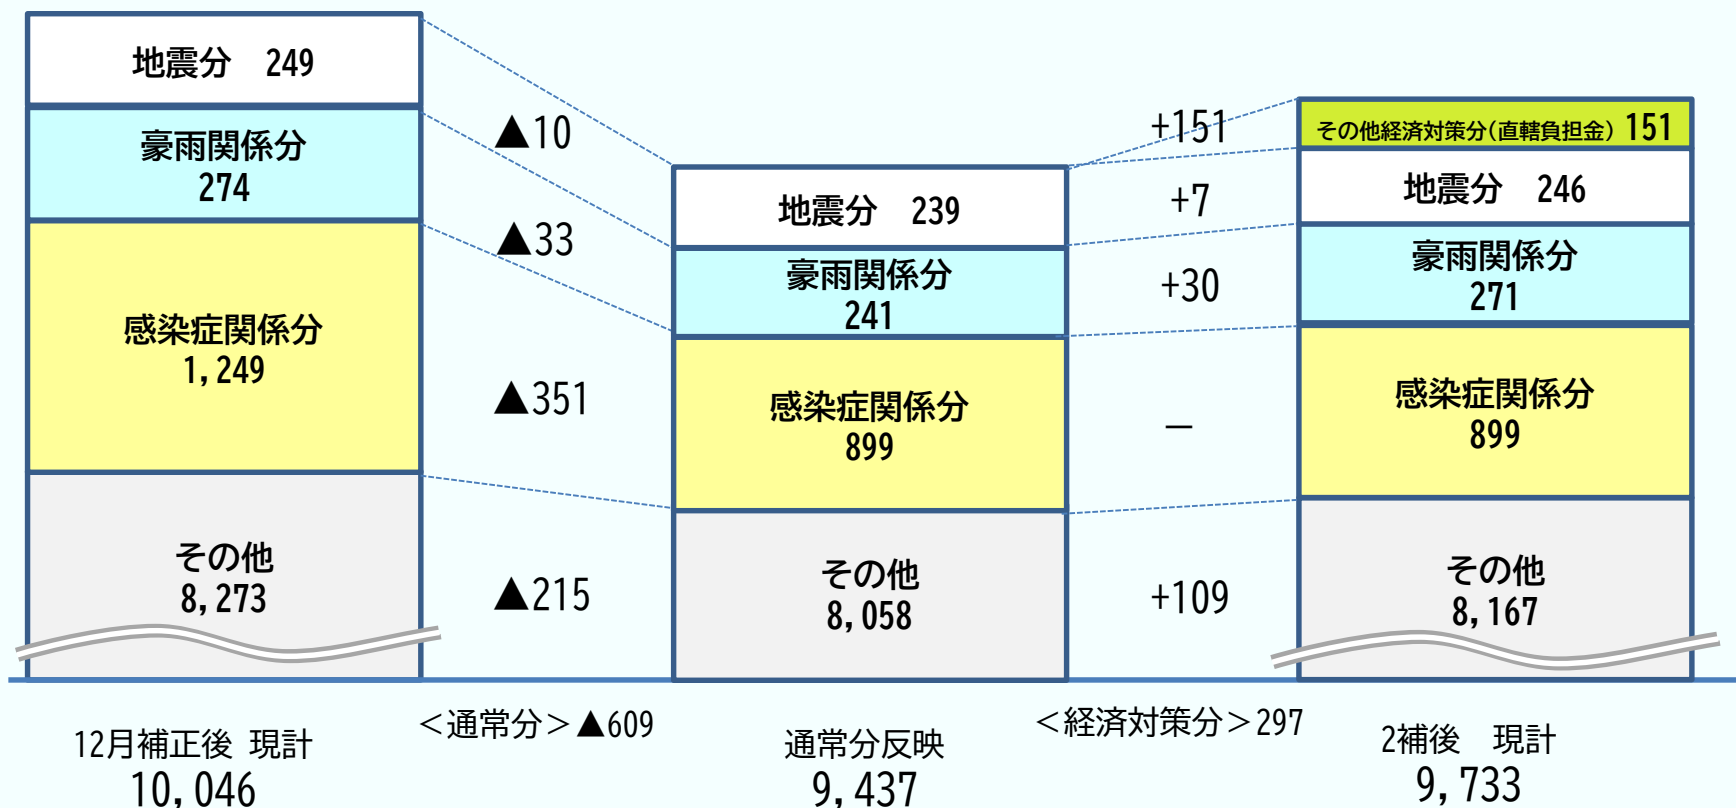 地震分　249
豪雨関係分
274
感染症関係分
1,249
その他
8,273
▲10
▲33
▲351
▲215
地震分　239
豪雨関係分
241
感染症関係分
899
その他
8,058
+151
+7
+30
－
+109
その他経済対策分（直轄負担金） 151
地震分　246
豪雨関係分
271
感染症関係分
899
その他
8,167
12月補正後 現計
10,046
＜通常分＞▲609
通常分反映
9,437
＜経済対策分＞297
2補後　現計
9,733